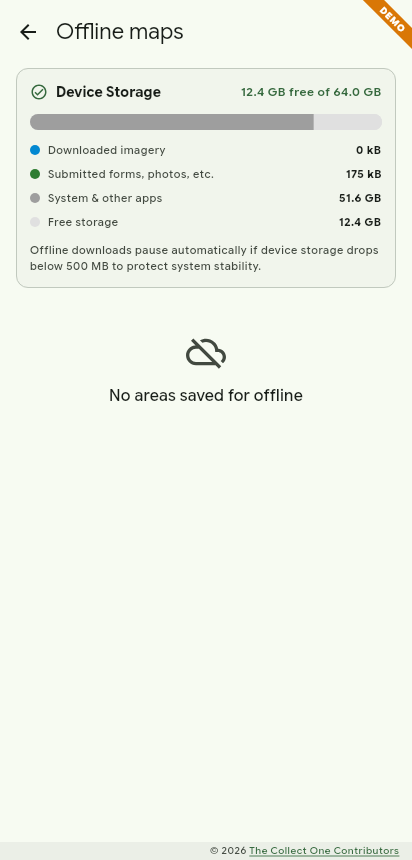 Offline maps
DEMO
Device Storage
12.4 GB free of 64.0 GB
Downloaded imagery
0 kB
Submitted forms, photos, etc.
175 kB
System & other apps
51.6 GB
Free storage
12.4 GB
Offline downloads pause automatically if device storage drops
below 500 MB to protect system stability.
No areas saved for offline
© 2026 The Collect One Contributors